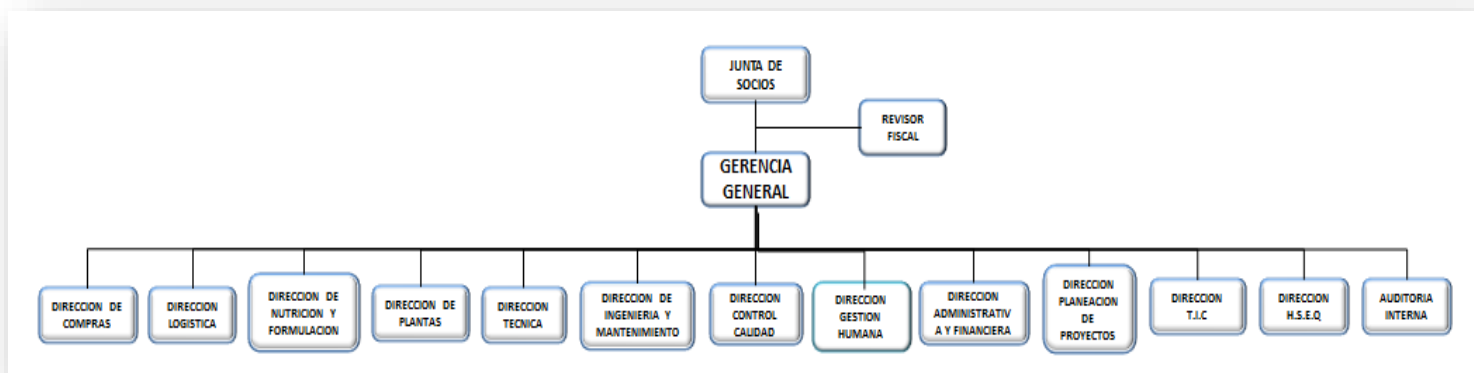 JUNTA DE
SOCIOS
REVISOR
FISCAL
GERENCIA
GENERAL
DIRECCION DE
COMPRAS
DIRECCION
LOGISTICA
DIRECCION DE
NUTRICION Y
FORMULACION
DIRECCION DE
PLANTAS
DIRECCION
TECNICA
DIRECCION DE
INGENIERIA Y
MANTENIMIENTO
DIRECCION
CONTROL
CALIDAD
DIRECCION
GESTION
HUMANA
DIRECCION
ADMINISTRATIV
A Y FINANCIERA
DIRECCION
PLANEACION
DE
PROYECTOS
DIRECCION
T.I.C
DIRECCION
H.S.E.Q
AUDITORIA
INTERNA